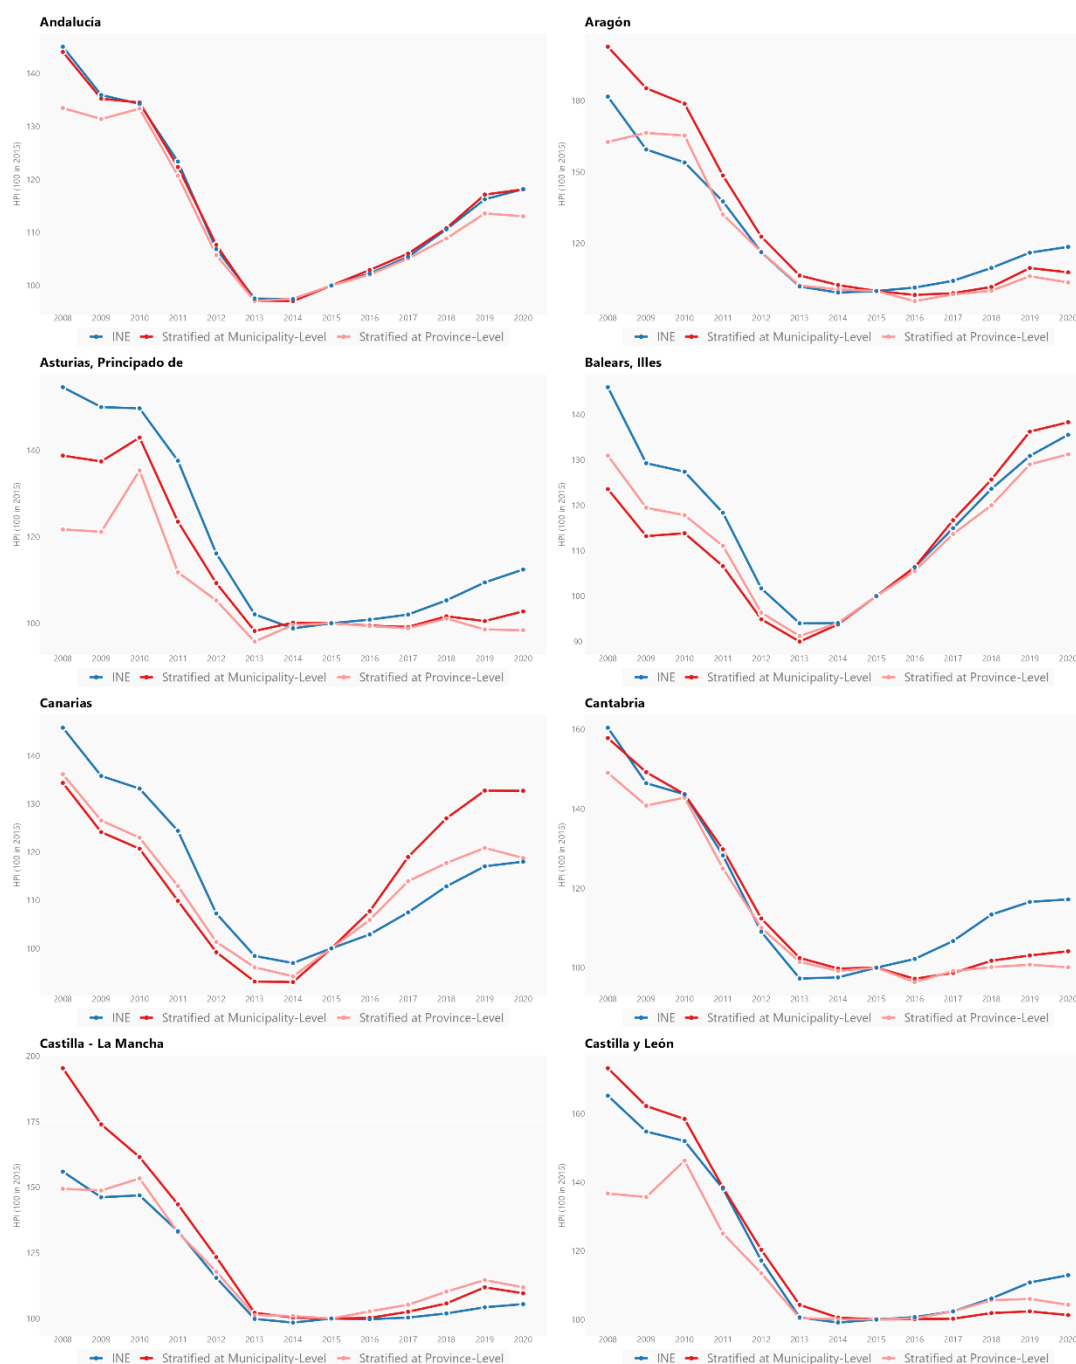 Andalucía
HPI (100 in 2015)
140
130
120
110
100
2008 2009 2010 2011 2012 2013 2014 2015 2016 2017 2018 2019 2020
INE Stratified at Municipality-Level Stratified at Province-Level
Aragón
HPI (100 in 2015)
180
150
120
2008 2009 2010 2011 2012 2013 2014 2015 2016 2017 2018 2019 2020
INE Stratified at Municipality-Level Stratified at Province-Level
Asturias, Principado de
HPI (100 in 2015)
140
120
100
2008 2009 2010 2011 2012 2013 2014 2015 2016 2017 2018 2019 2020
INE Stratified at Municipality-Level Stratified at Province-Level
Balears, Illes
HPI (100 in 2015)
140
130
120
110
100
90
2008 2009 2010 2011 2012 2013 2014 2015 2016 2017 2018 2019 2020
INE Stratified at Municipality-Level Stratified at Province-Level
Canarias
HPI (100 in 2015)
140
130
120
110
100
2008 2009 2010 2011 2012 2013 2014 2015 2016 2017 2018 2019 2020
INE Stratified at Municipality-Level Stratified at Province-Level
Cantabria
HPI (100 in 2015)
160
140
120
100
2008 2009 2010 2011 2012 2013 2014 2015 2016 2017 2018 2019 2020
INE Stratified at Municipality-Level Stratified at Province-Level
Castilla - La Mancha
HPI (100 in 2015)
200
175
150
125
100
2008 2009 2010 2011 2012 2013 2014 2015 2016 2017 2018 2019 2020
INE Stratified at Municipality-Level Stratified at Province-Level
Castilla y León
HPI (100 in 2015)
160
140
120
100
2008 2009 2010 2011 2012 2013 2014 2015 2016 2017 2018 2019 2020
INE Stratified at Municipality-Level Stratified at Province-Level